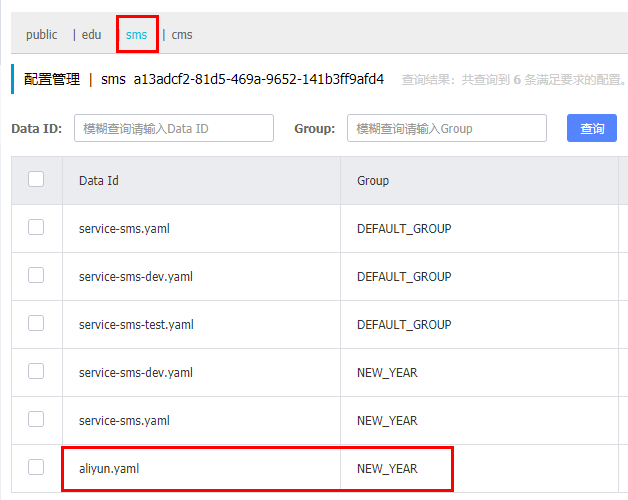 public | edu sms | cms
配置管理 | sms a13adcf2-81d5-469a-9652-141b3ff9afd4 查询结果：共查询到 6 条满足要求的配置。
Data ID: 模糊查询请输入Data ID Group: 模糊查询请输入Group 查询
Data Id Group
service-sms.yaml DEFAULT_GROUP
service-sms-dev.yaml DEFAULT_GROUP
service-sms-test.yaml DEFAULT_GROUP
service-sms-dev.yaml NEW_YEAR
service-sms.yaml NEW_YEAR
aliyun.yaml NEW_YEAR